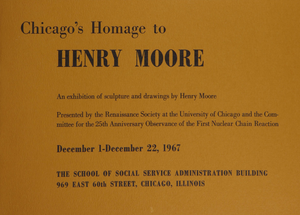 Chicago's Homage to
HENRY MOORE
An exhibition of sculpture and drawings by Henry Moore
Presented by the Renaissance Society at the University of Chicago and the Com-
mittee for the 25th Anniversary Observance of the First Nuclear Chain Reaction
December 1-December 22, 1967
THE SCHOOL OF SOCIAL SERVICE ADMINISTRATION BUILDING
969 EAST 60th STREET, CHICAGO, ILLINOIS